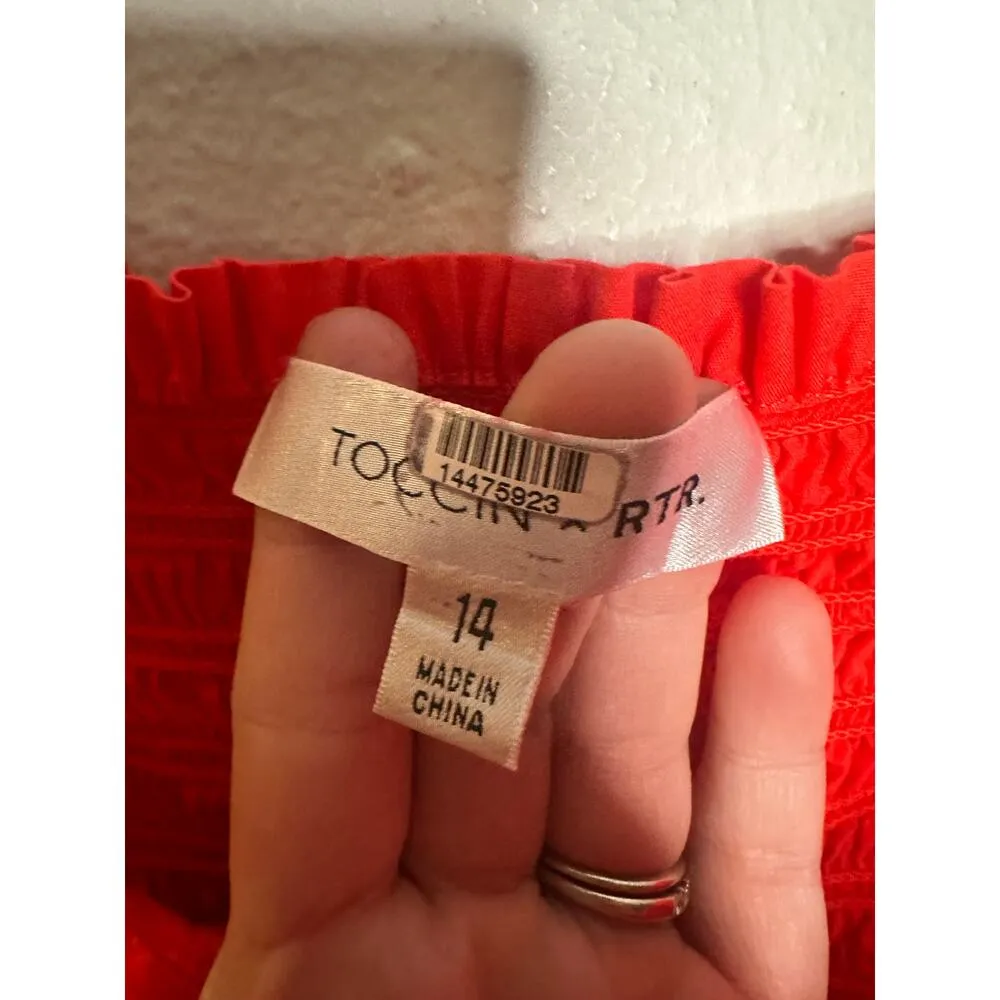 TOCCIN X RTR.
14475923
14
MADE IN
CHINA